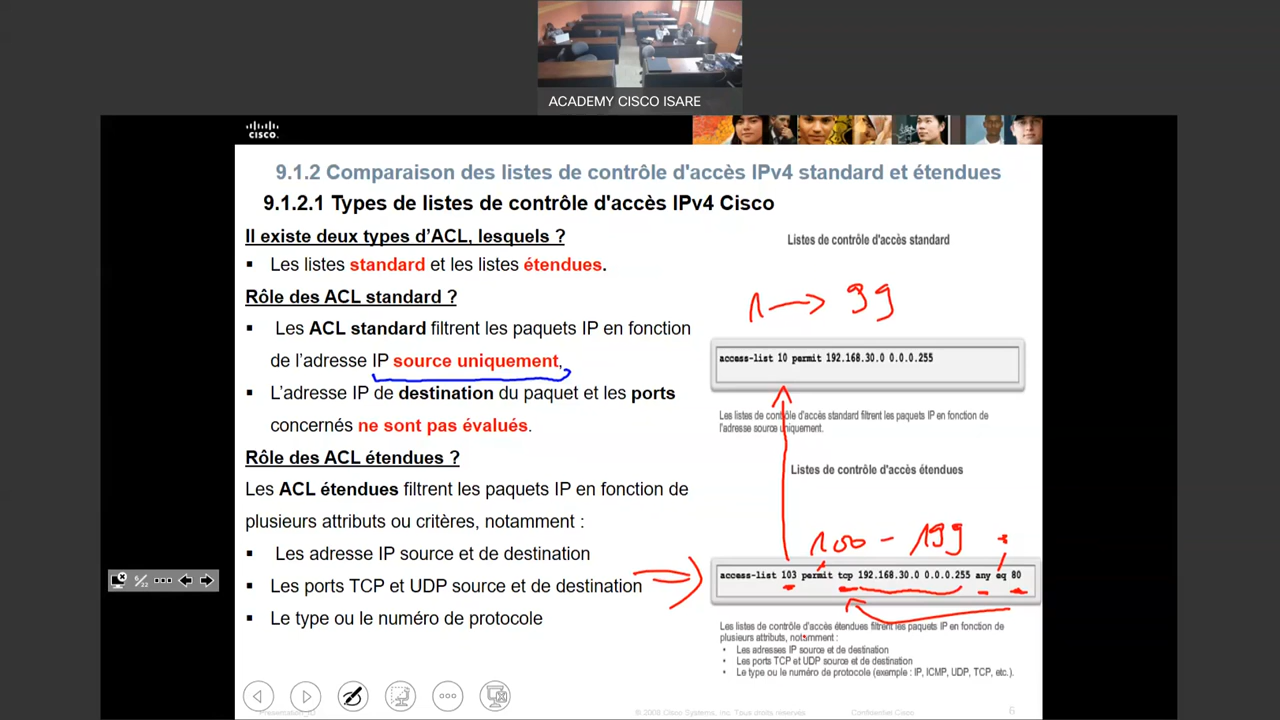 ACADEMY CISCO ISARE
CISCO
9.1.2 Comparaison des listes de contrôle d'accès IPv4 standard et étendues
9.1.2.1 Types de listes de contrôle d'accès IPv4 Cisco
Il existe deux types d'ACL, lesquels ?
Les listes standard et les listes étendues.
Rôle des ACL standard ?
Les ACL standard filtrent les paquets IP en fonction
de l'adresse IP source uniquement,
L'adresse IP de destination du paquet et les ports
concernés ne sont pas évalués.
Rôle des ACL étendues ?
Les ACL étendues filtrent les paquets IP en fonction de
plusieurs attributs ou critères, notamment :
Les adresse IP source et de destination
Les ports TCP et UDP source et de destination
Le type ou le numéro de protocole
Listes de contrôle d'accès standard
1 → 99
access-list 10 permit 192.168.30.0 0.0.0.255
Les listes de contrôle d'accès standard filtrent les paquets IP en fonction de
l'adresse source uniquement.
Listes de contrôle d'accès étendues
100 - 199
access-list 103 permit tcp 192.168.30.0 0.0.0.255 any eq 80
Les listes de contrôle d'accès étendues filtrent les paquets IP en fonction de
plusieurs attributs, notamment :
Les adresses IP source et de destination
Les ports TCP et UDP source et de destination
Le type ou le numéro de protocole (exemple : IP, ICMP, UDP, TCP, etc.).
Presentation_ID
© 2008 Cisco Systems, Inc. Tous droits réservés
Confidentiel Cisco
6